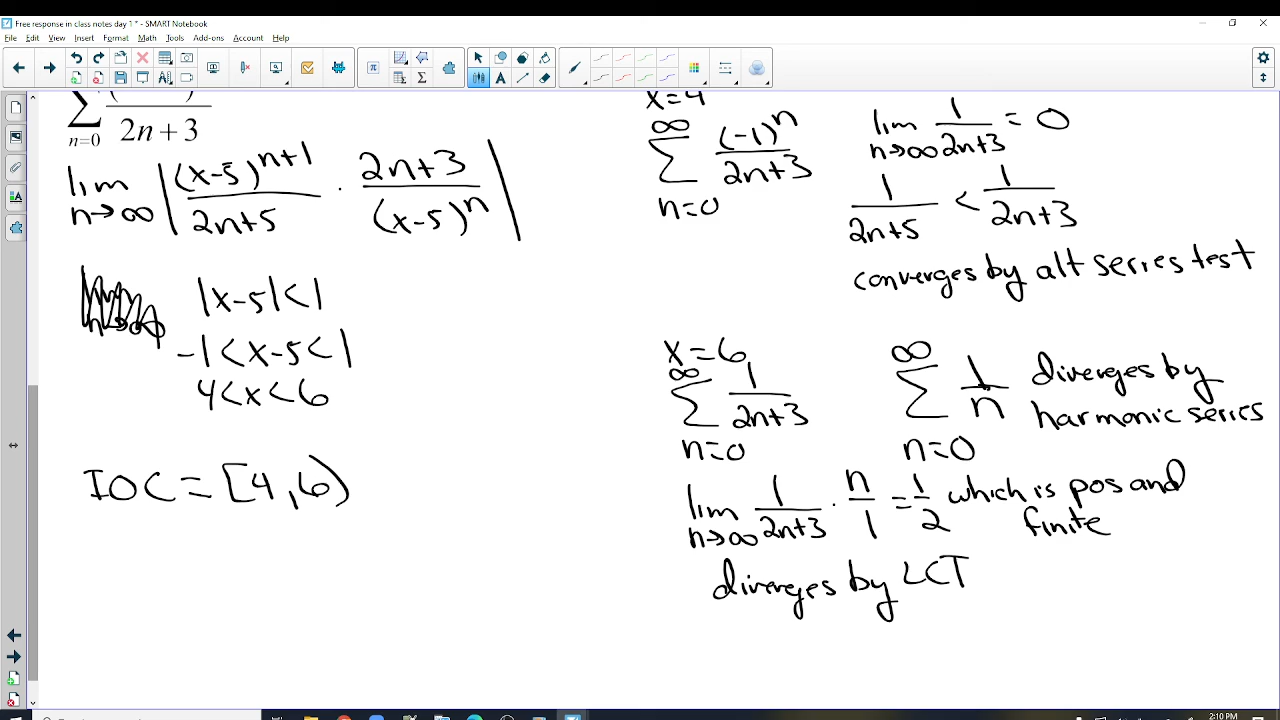 Free response in class notes day 1 * - SMART Notebook
File Edit View Insert Format Math Tools Add-ons Account Help
∑ n=0 2n + 3
lim n→∞ | (x-5)^(n+1) / 2n+5 · 2n+3 / (x-5)^n |
n→∞
|x-5|<1
-1<x-5<1
4<x<6
IOC = [4,6)
x=4
∞ ∑ n=0 (-1)^n / 2n+3
lim n→∞ 1 / 2n+3 = 0
1 / 2n+5 < 1 / 2n+3
converges by alt series test
x=6
∞ ∑ n=0 1 / 2n+3
∞ ∑ n=0 1 / n
diverges by
harmonic series
lim n→∞ 1 / 2n+3 · n / 1 = 1 / 2 which is pos and
finite
diverges by LCT
2:10 PM